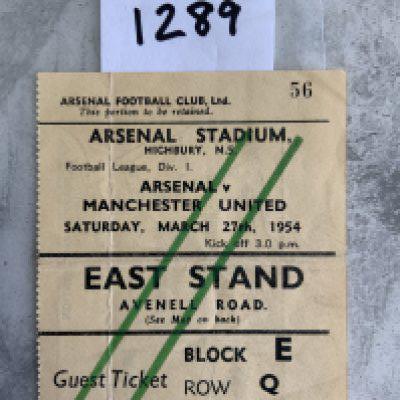 1289
56
ARSENAL FOOTBALL CLUB, Ltd.
This portion to be retained.
ARSENAL STADIUM,
HIGHBURY, N.5
Football League, Div. 1.
ARSENAL v
MANCHESTER UNITED
SATURDAY, MARCH 27th, 1954
Kick off 3.0 p.m.
EAST STAND
AVENELL ROAD.
(See Map on back)
BLOCK E
Guest Ticket ROW Q